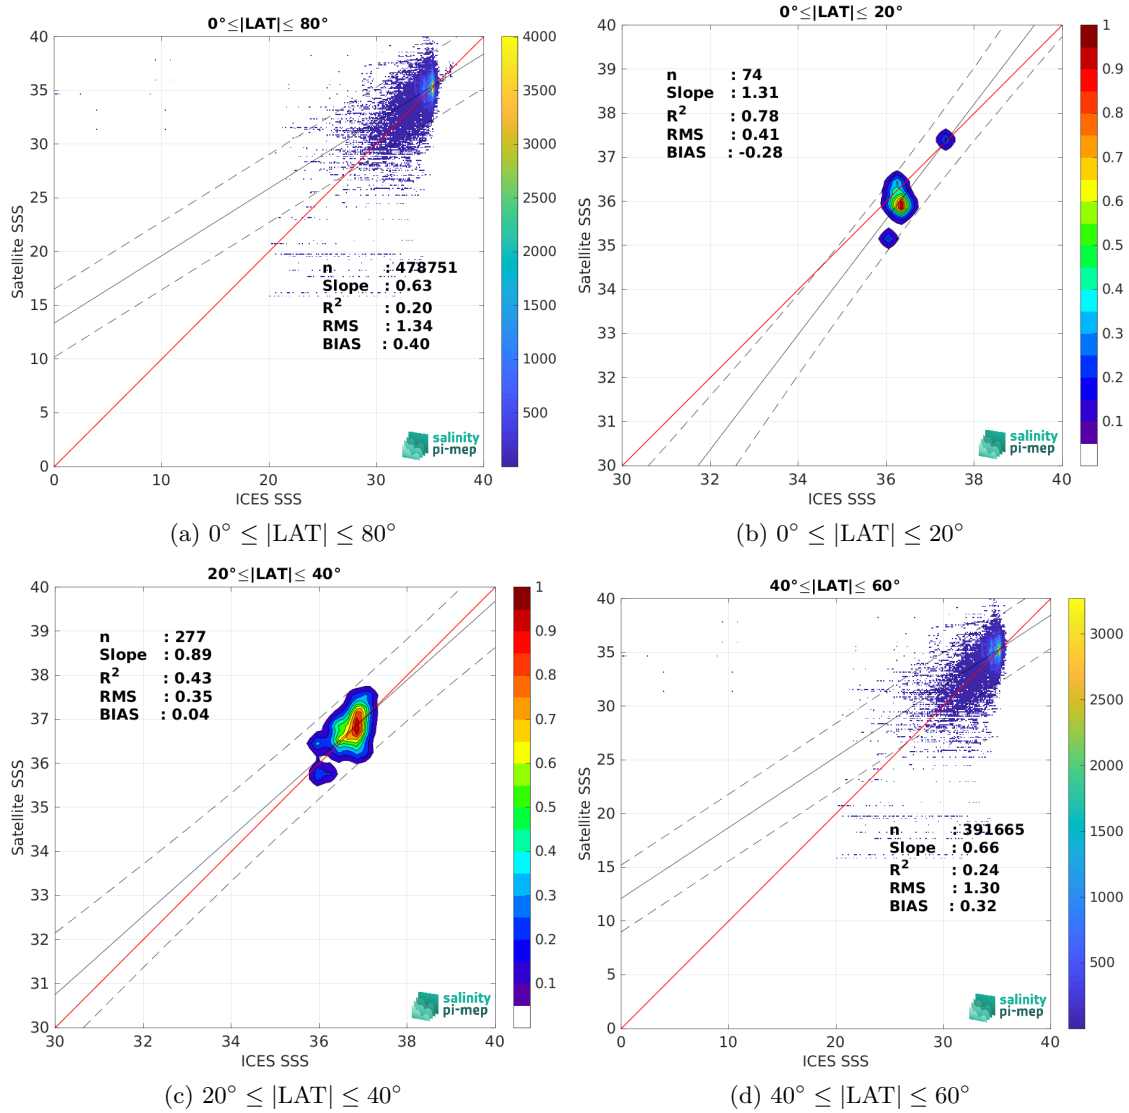 0°≤|LAT|≤ 80°
40
35
30
25
20
15
10
5
0
Satellite SSS
0
10
20
30
40
ICES SSS
n : 478751
Slope : 0.63
R² : 0.20
RMS : 1.34
BIAS : 0.40
salinity
pi-mep
4000
3500
3000
2500
2000
1500
1000
500
(a) 0° ≤ |LAT| ≤ 80°
0°≤|LAT|≤ 20°
40
39
38
37
36
35
34
33
32
31
30
Satellite SSS
30
32
34
36
38
40
ICES SSS
n : 74
Slope : 1.31
R² : 0.78
RMS : 0.41
BIAS : -0.28
salinity
pi-mep
1
0.9
0.8
0.7
0.6
0.5
0.4
0.3
0.2
0.1
(b) 0° ≤ |LAT| ≤ 20°
20°≤|LAT|≤ 40°
40
39
38
37
36
35
34
33
32
31
30
Satellite SSS
30
32
34
36
38
40
ICES SSS
n : 277
Slope : 0.89
R² : 0.43
RMS : 0.35
BIAS : 0.04
salinity
pi-mep
1
0.9
0.8
0.7
0.6
0.5
0.4
0.3
0.2
0.1
(c) 20° ≤ |LAT| ≤ 40°
40°≤|LAT|≤ 60°
40
35
30
25
20
15
10
5
0
Satellite SSS
0
10
20
30
40
ICES SSS
n : 391665
Slope : 0.66
R² : 0.24
RMS : 1.30
BIAS : 0.32
salinity
pi-mep
3000
2500
2000
1500
1000
500
(d) 40° ≤ |LAT| ≤ 60°